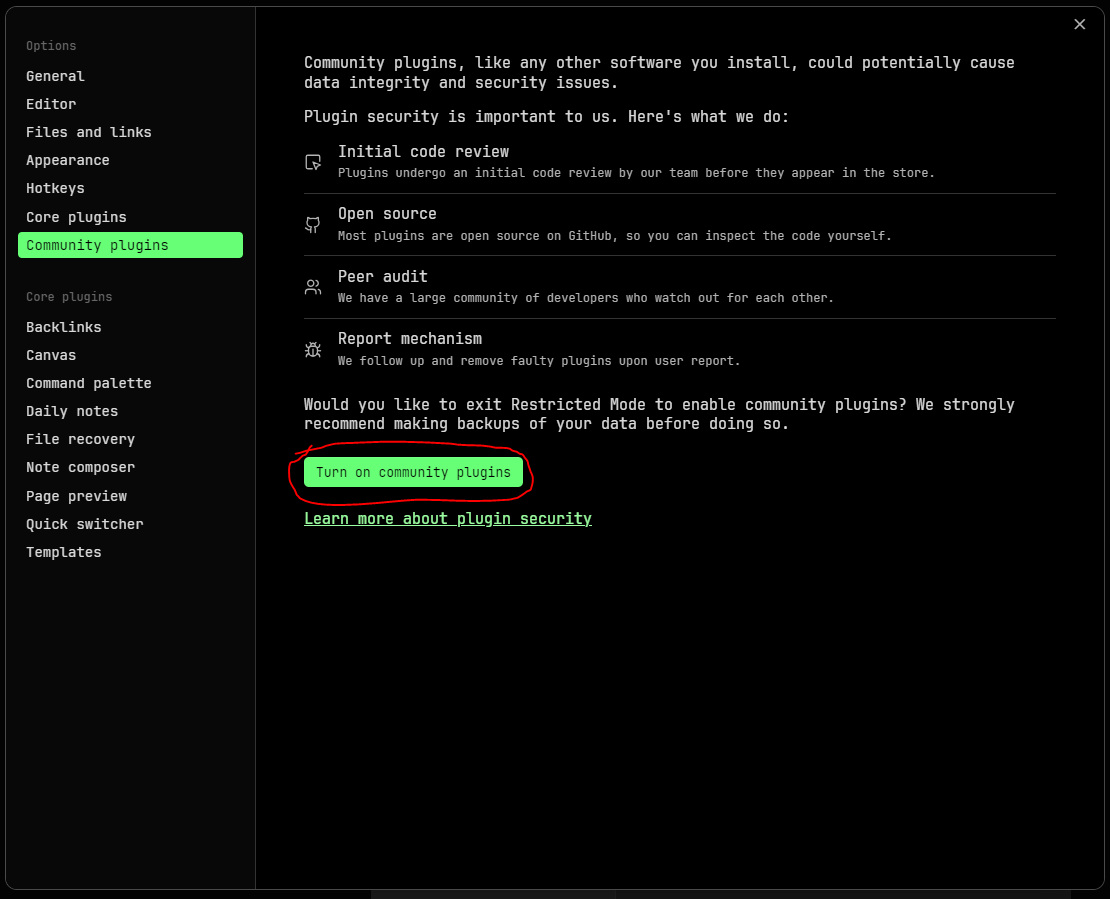 Options
General
Editor
Files and links
Appearance
Hotkeys
Core plugins
Community plugins
Core plugins
Backlinks
Canvas
Command palette
Daily notes
File recovery
Note composer
Page preview
Quick switcher
Templates
Community plugins, like any other software you install, could potentially cause
data integrity and security issues.
Plugin security is important to us. Here's what we do:
Initial code review
Plugins undergo an initial code review by our team before they appear in the store.
Open source
Most plugins are open source on GitHub, so you can inspect the code yourself.
Peer audit
We have a large community of developers who watch out for each other.
Report mechanism
We follow up and remove faulty plugins upon user report.
Would you like to exit Restricted Mode to enable community plugins? We strongly
recommend making backups of your data before doing so.
Turn on community plugins
Learn more about plugin security